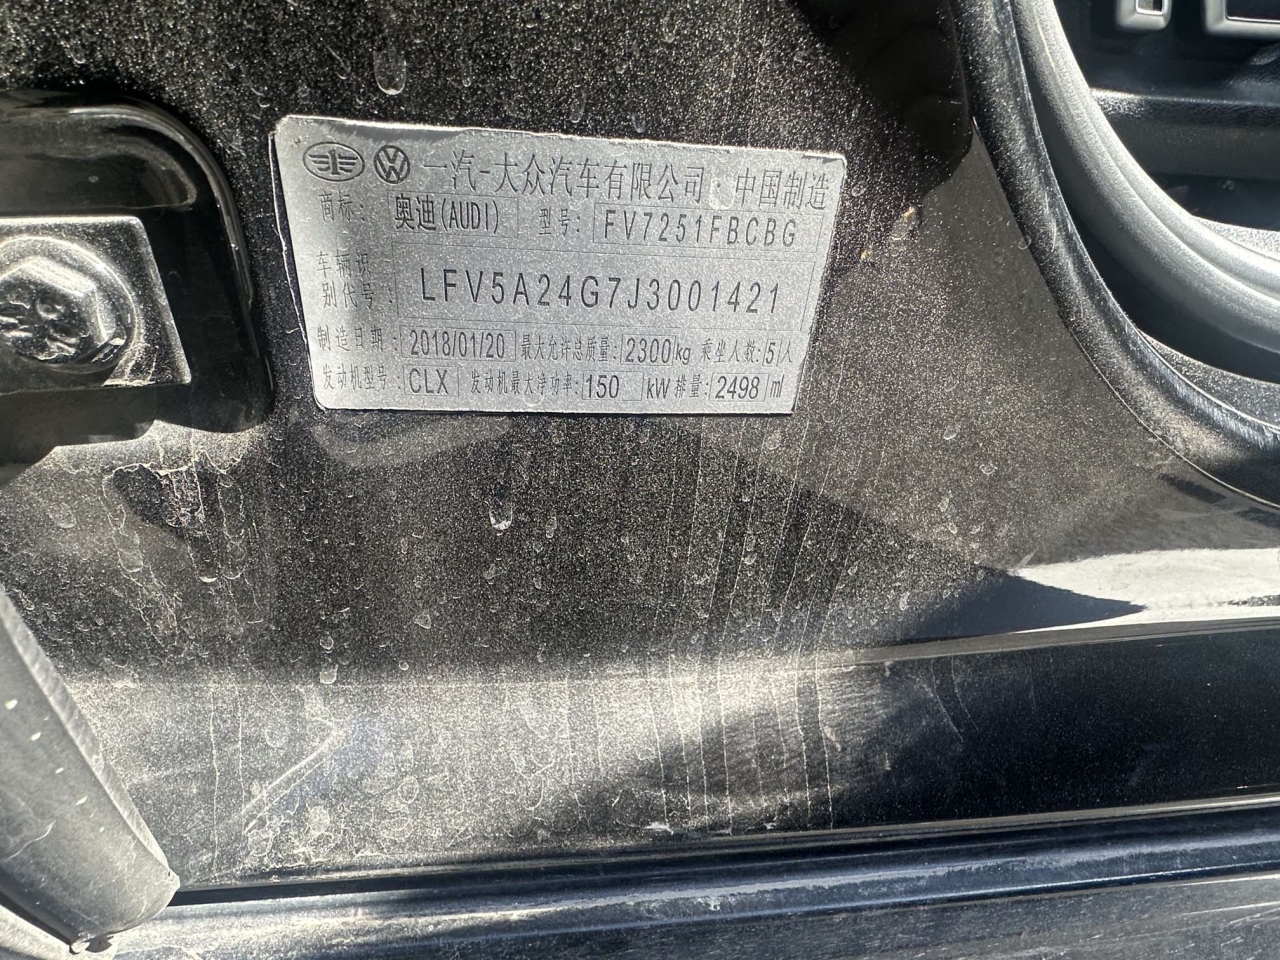 一汽-大众汽车有限公司 · 中国制造
商标: 奥迪(AUDI) 型号: FV7251FBCBG
车辆识别代号: LFV5A24G7J3001421
制造日期: 2018/01/20 最大允许总质量: 2300kg 乘坐人数: 5人
发动机型号: CLX 发动机最大净功率: 150 kW 排量: 2498 ml